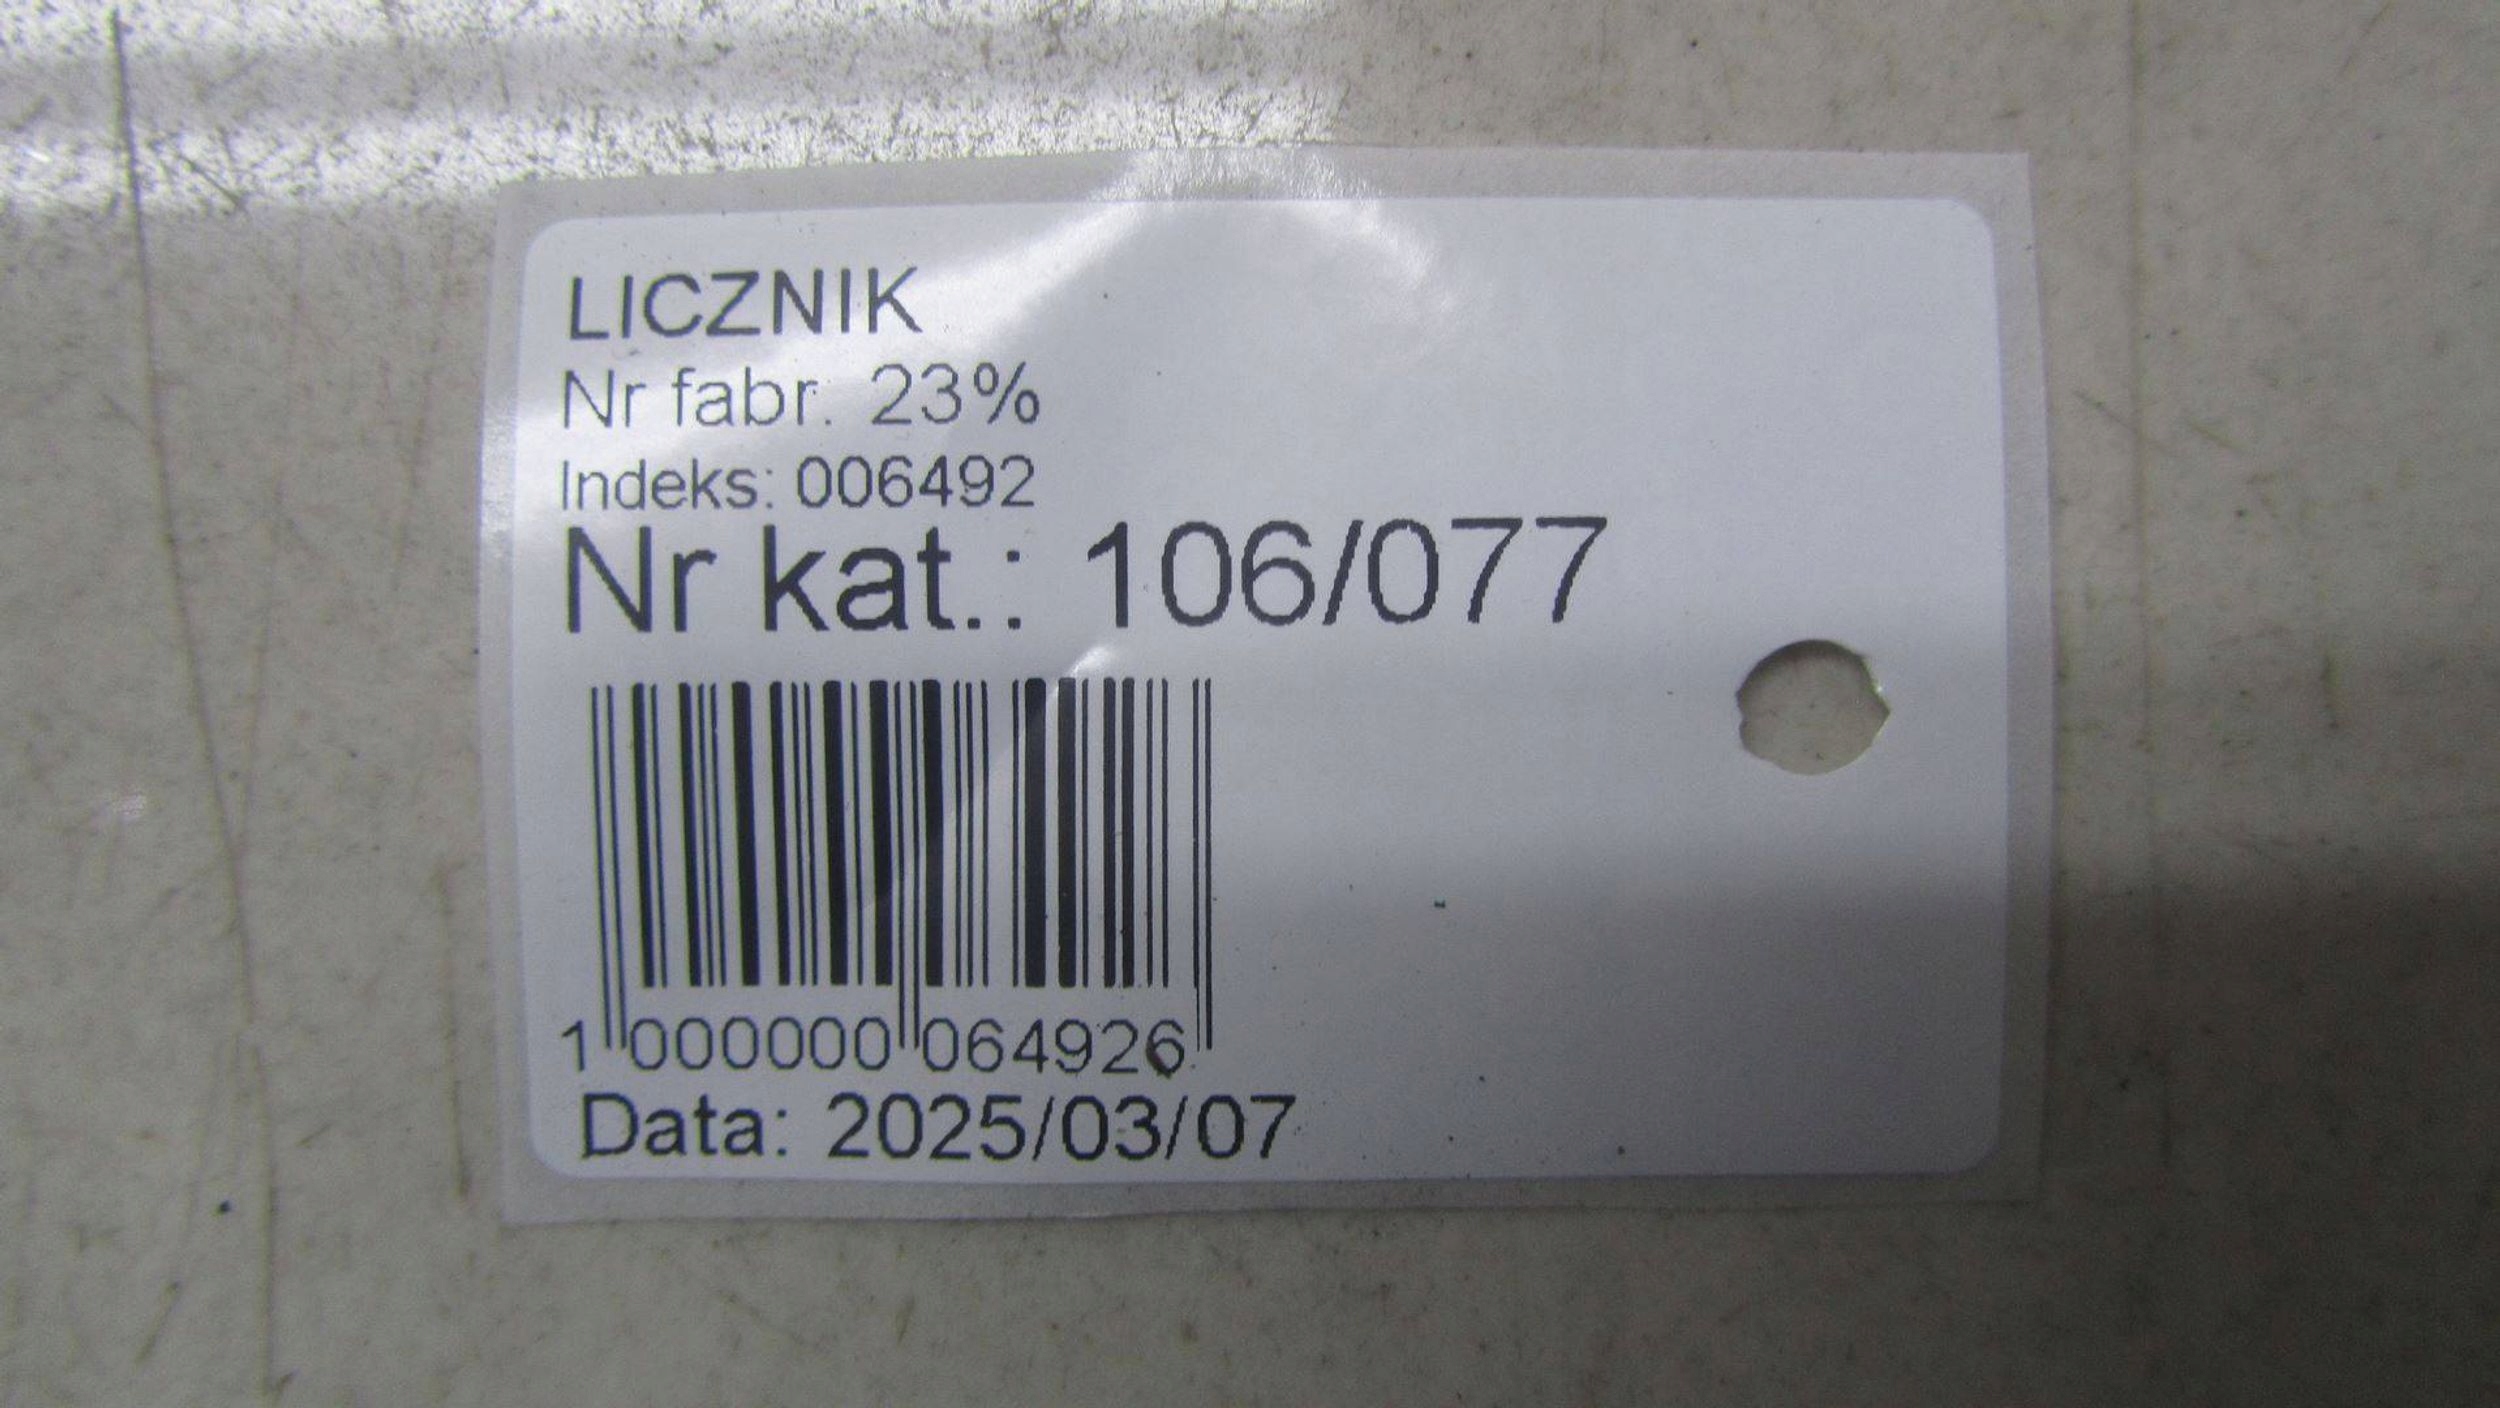 LICZNIK
Nr fabr.: 23%
Indeks: 006492
Nr kat.: 106/077
1 000000 064926
Data: 2025/03/07